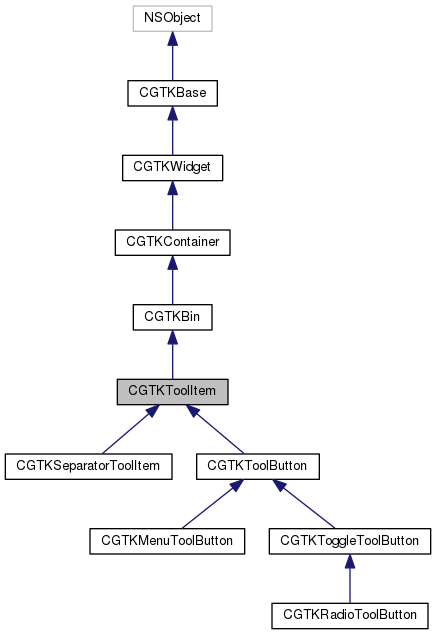 NSObject
CGTKBase
CGTKWidget
CGTKContainer
CGTKBin
CGTKToolItem
CGTKSeparatorToolItem
CGTKToolButton
CGTKMenuToolButton
CGTKToggleToolButton
CGTKRadioToolButton